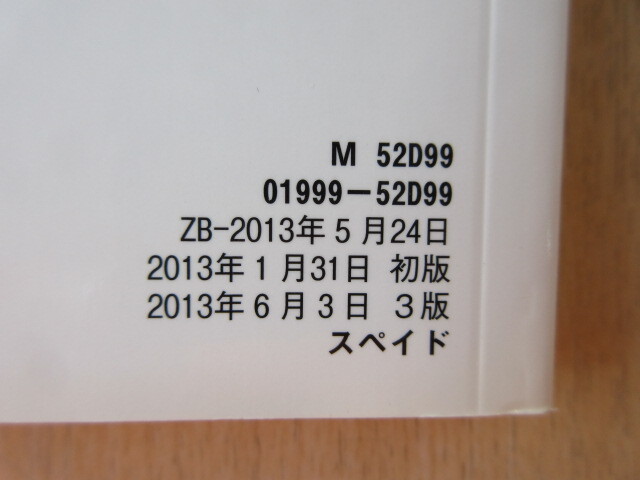 M 52D99
01999−52D99
ZB-2013年5月24日
2013年1月31日 初版
2013年6月3日 3版
スペイド